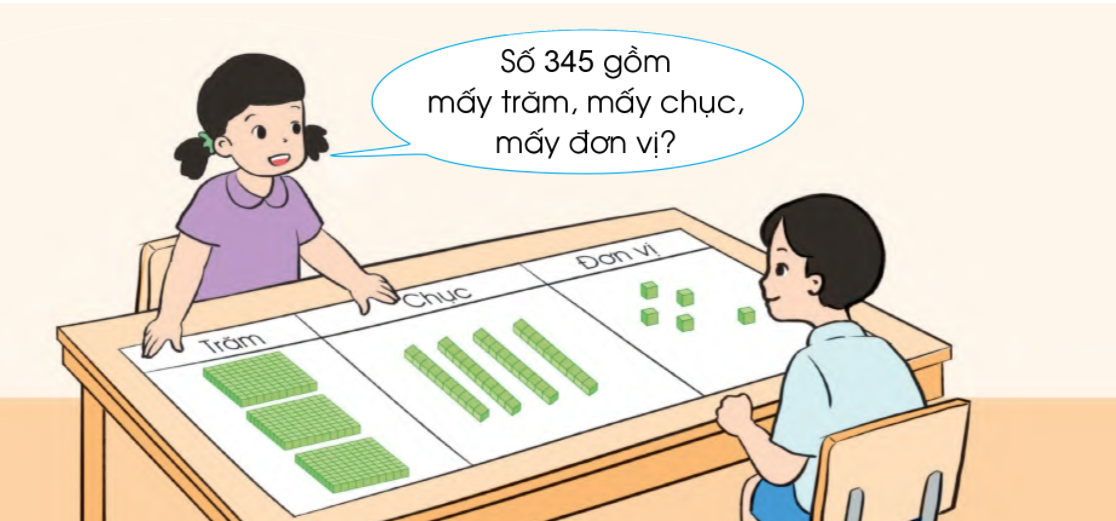 Số 345 gồm
mấy trăm, mấy chục,
mấy đơn vị?
Trăm
Chục
Đơn vị